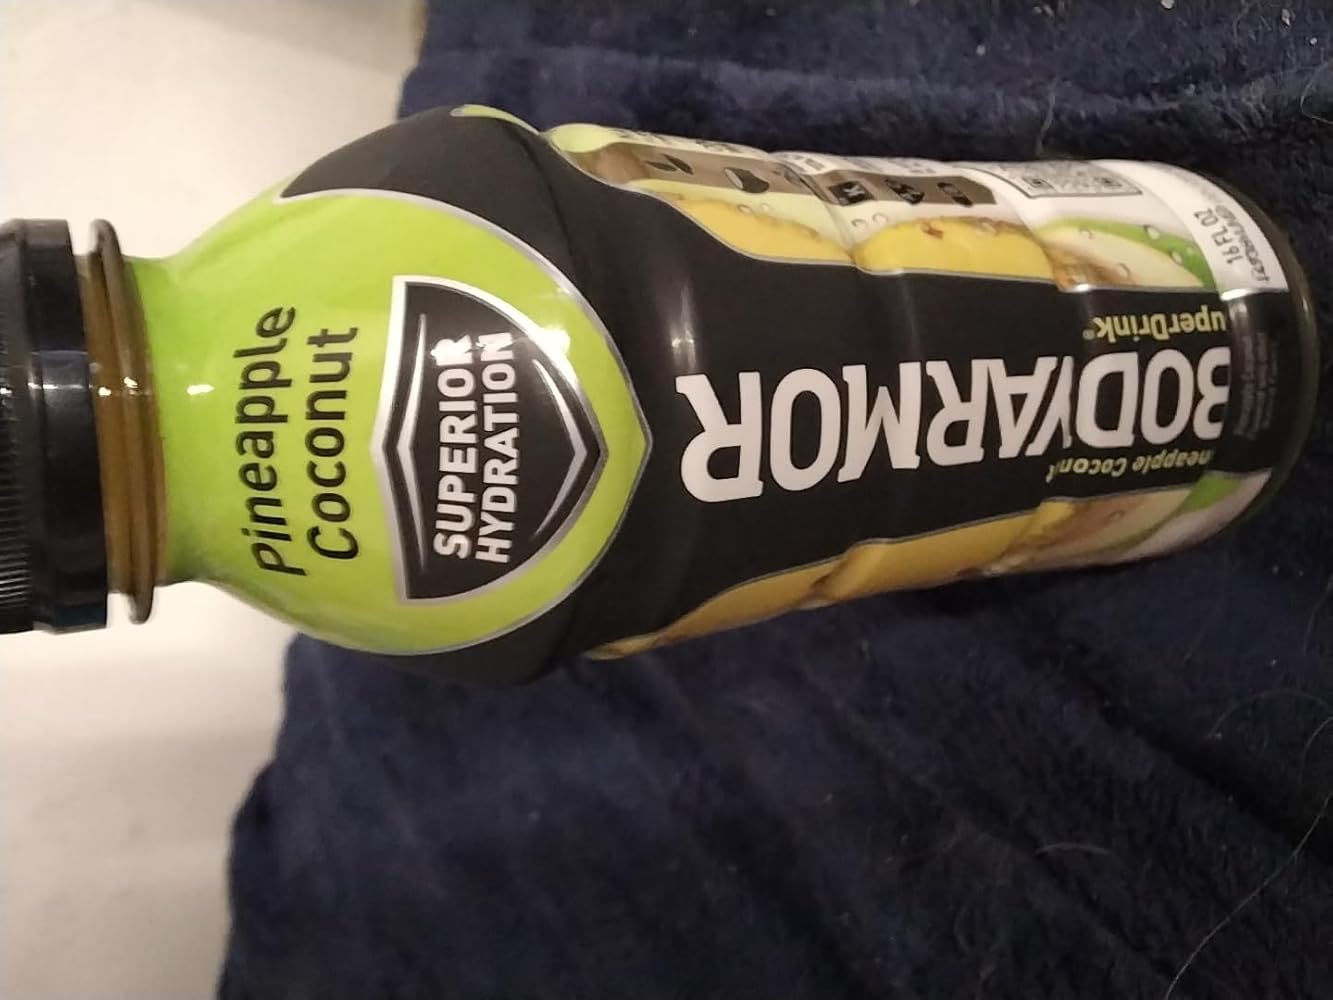 Pineapple
Coconut
SUPERIOR
HYDRATION
BODYARMOR
uperDrink®
neapple Coconut
16 FL OZ